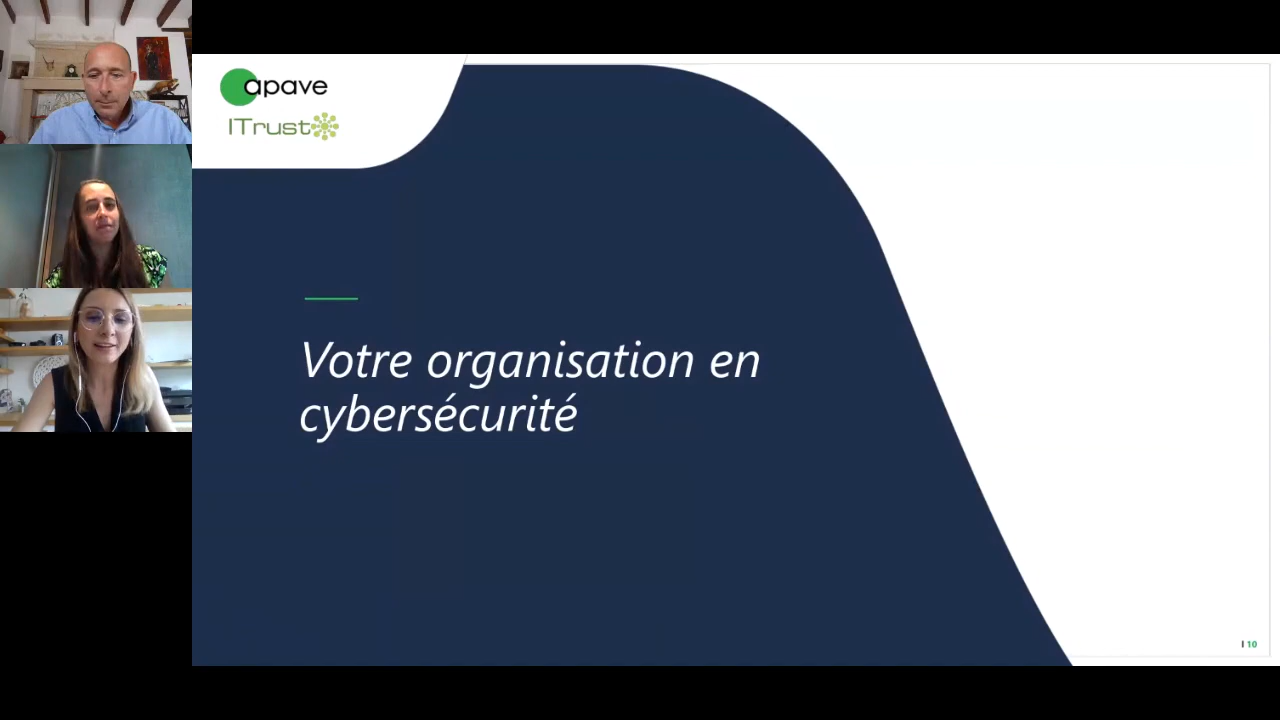 apave
ITrust
Votre organisation en
cybersécurité
I 10